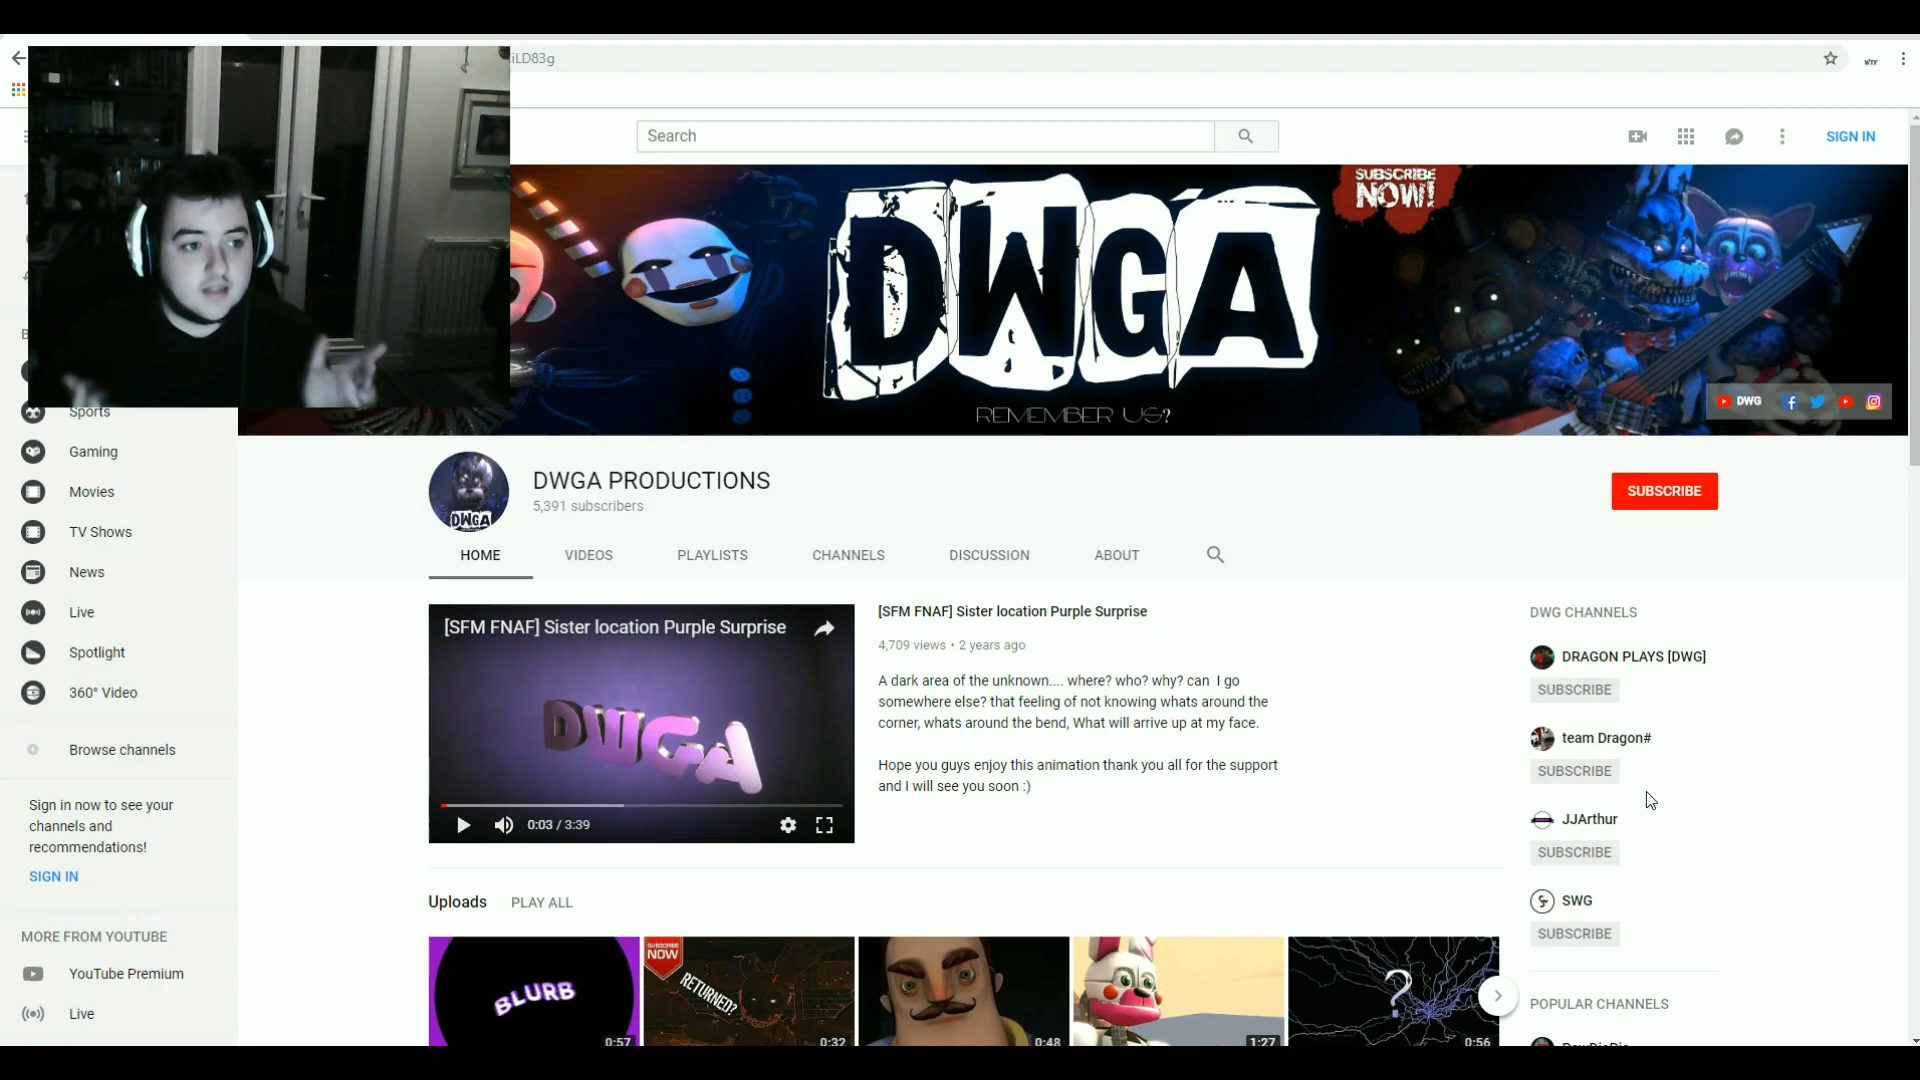 iLD83g
WTF
Search
SIGN IN
SUBSCRIBE
NOW!
DWGA
REMEMBER US?
DWG
Sports
Gaming
Movies
TV Shows
News
Live
Spotlight
360° Video
Browse channels
Sign in now to see your
channels and
recommendations!
SIGN IN
MORE FROM YOUTUBE
YouTube Premium
Live
DWGA
DWGA PRODUCTIONS
5,391 subscribers
SUBSCRIBE
HOME
VIDEOS
PLAYLISTS
CHANNELS
DISCUSSION
ABOUT
[SFM FNAF] Sister location Purple Surprise
DWGA
0:03 / 3:39
[SFM FNAF] Sister location Purple Surprise
4,709 views • 2 years ago
A dark area of the unknown.... where? who? why? can I go
somewhere else? that feeling of not knowing whats around the
corner, whats around the bend, What will arrive up at my face.
Hope you guys enjoy this animation thank you all for the support
and I will see you soon :)
Uploads PLAY ALL
BLURB
0:57
SUBSCRIBE
NOW
RETURNED?
0:32
0:48
1:27
?
0:56
DWG CHANNELS
DRAGON PLAYS [DWG]
SUBSCRIBE
team Dragon#
SUBSCRIBE
JJArthur
SUBSCRIBE
SWG
SUBSCRIBE
POPULAR CHANNELS